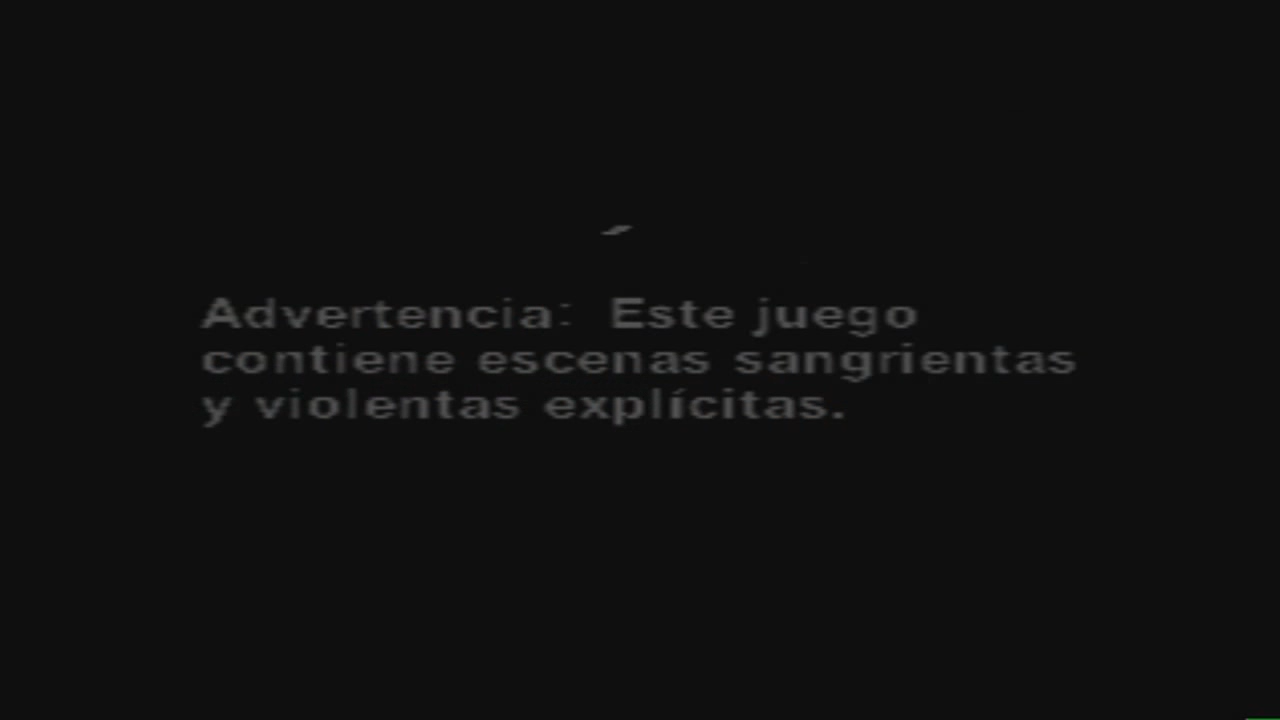 Advertencia: Este juego
contiene escenas sangrientas
y violentas explícitas.